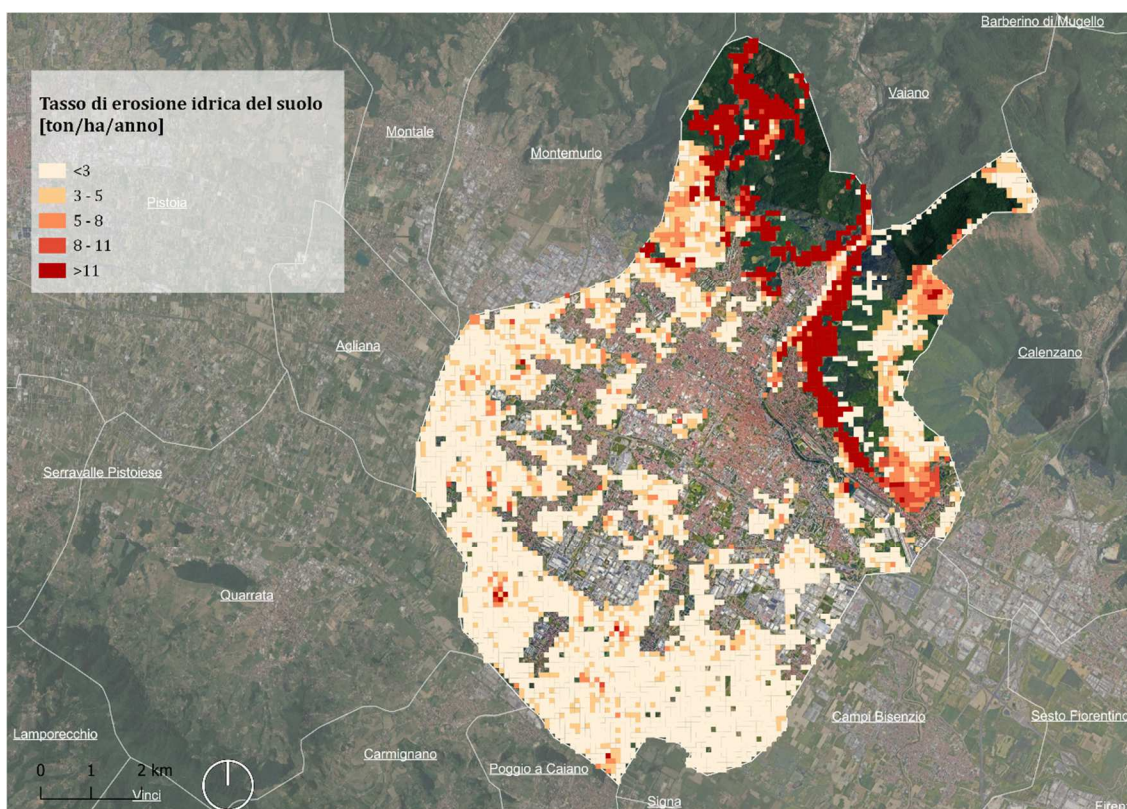 Barberino di Mugello
Vaiano
Tasso di erosione idrica del suolo
[ton/ha/anno]
Montale
Montemurlo
<3
3 - 5
Pistoia
5 - 8
8 - 11
>11
Agliana
Calenzano
Serravalle Pistoiese
Quarrata
Campi Bisenzio
Sesto Fiorentino
Lamporecchio
Carmignano
Poggio a Caiano
0 1 2 km
Vinci
Signa
Firen